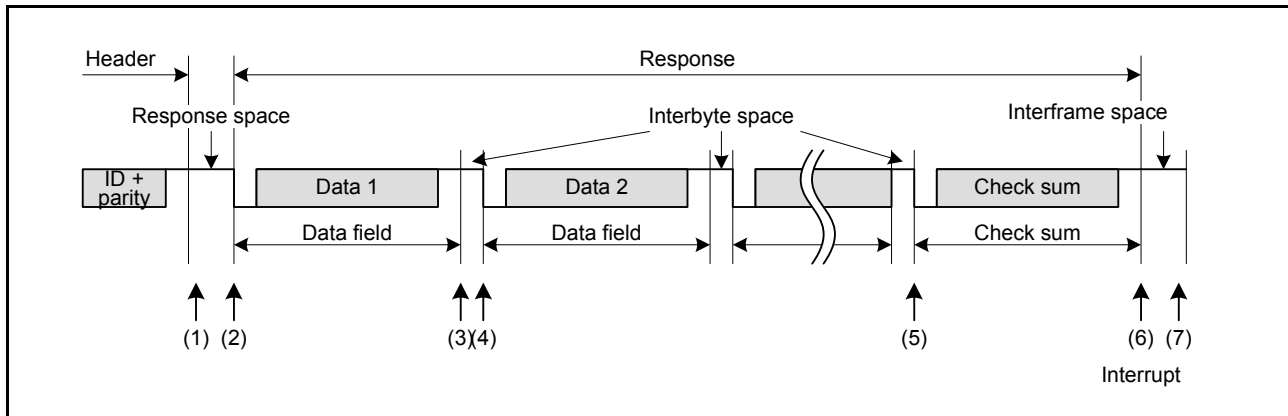 Header
Response
Response space
Interbyte space
Interframe space
ID +
parity
Data 1
Data 2
Check sum
Data field
Data field
Check sum
(1)
(2)
(3)
(4)
(5)
(6)
(7)
Interrupt